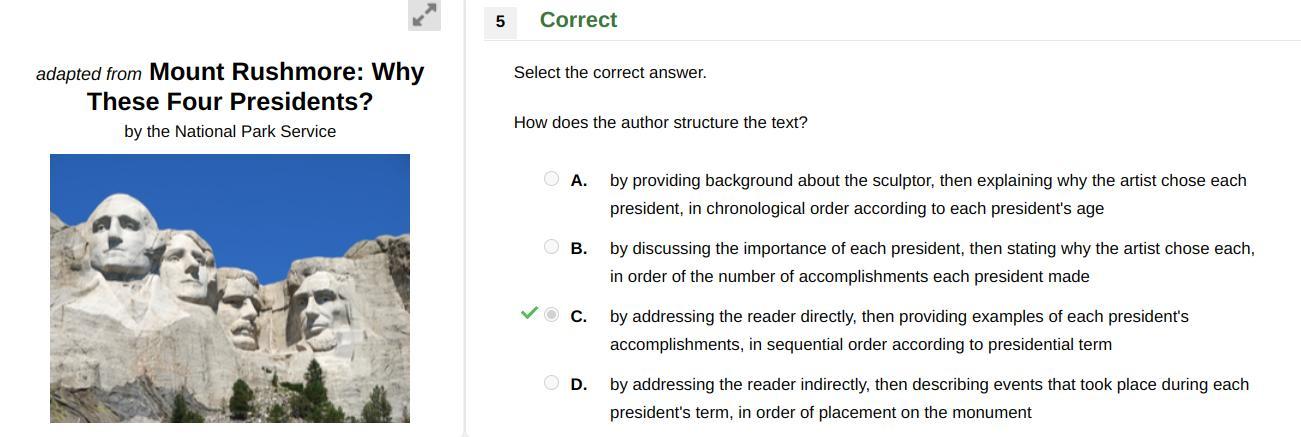 adapted from Mount Rushmore: Why
These Four Presidents?
by the National Park Service
5 Correct
Select the correct answer.
How does the author structure the text?
A. by providing background about the sculptor, then explaining why the artist chose each
president, in chronological order according to each president's age
B. by discussing the importance of each president, then stating why the artist chose each,
in order of the number of accomplishments each president made
C. by addressing the reader directly, then providing examples of each president's
accomplishments, in sequential order according to presidential term
D. by addressing the reader indirectly, then describing events that took place during each
president's term, in order of placement on the monument